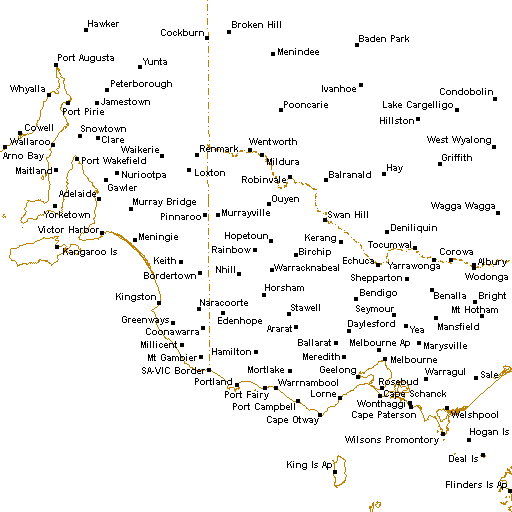 Hawker
Broken Hill
Cockburn
Baden Park
Menindee
Port Augusta
Yunta
Whyalla
Peterborough
Ivanhoe
Condobolin
Jamestown
Port Pirie
Pooncarie
Lake Cargelligo
Hillston
Cowell
Snowtown
Clare
Wallaroo
Waikerie
Renmark
Wentworth
West Wyalong
Arno Bay
Port Wakefield
Mildura
Griffith
Maitland
Nuriootpa
Loxton
Robinvale
Balranald
Hay
Gawler
Adelaide
Yorketown
Murray Bridge
Pinnaroo
Murrayville
Ouyen
Swan Hill
Wagga Wagga
Victor Harbor
Meningie
Hopetoun
Kerang
Deniliquin
Tocumwal
Kangaroo Is
Rainbow
Birchip
Echuca
Yarrawonga
Corowa
Albury
Keith
Bordertown
Nhill
Warracknabeal
Shepparton
Wodonga
Kingston
Naracoorte
Horsham
Bendigo
Benalla
Bright
Greenways
Edenhope
Stawell
Seymour
Mt Hotham
Coonawarra
Ararat
Daylesford
Yea
Mansfield
Millicent
Hamilton
Ballarat
Melbourne Ap
Marysville
Mt Gambier
Meredith
Melbourne
SA-VIC Border
Mortlake
Geelong
Warragul
Sale
Portland
Warrnambool
Rosebud
Port Fairy
Lorne
Cape Schanck
Port Campbell
Wonthaggi
Cape Otway
Cape Paterson
Welshpool
Wilsons Promontory
Hogan Is
King Is Ap
Deal Is
Flinders Is Ap